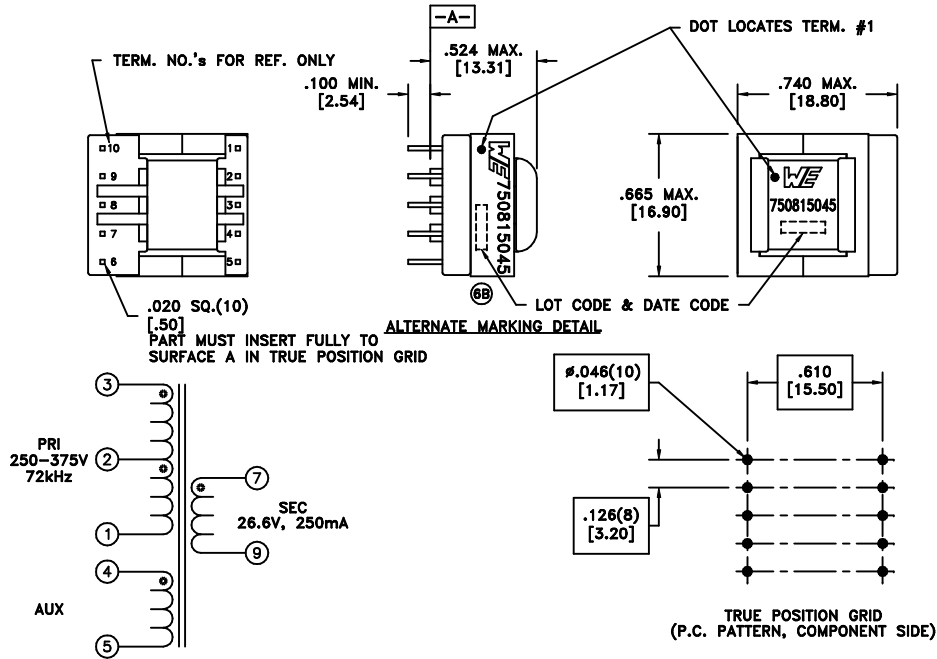 -A-
DOT LOCATES TERM. #1
TERM. NO.'s FOR REF. ONLY
.524 MAX.
[13.31]
.100 MIN.
[2.54]
.740 MAX.
[18.80]
10
9
8
7
6
1
2
3
4
5
WE 750815045
.665 MAX.
[16.90]
WE
750815045
6B
LOT CODE & DATE CODE
ALTERNATE MARKING DETAIL
.020 SQ.(10)
[.50]
PART MUST INSERT FULLY TO
SURFACE A IN TRUE POSITION GRID
3
PRI
250-375V
72kHz
2
1
4
AUX
5
7
SEC
26.6V, 250mA
9
ø.046(10)
[1.17]
.610
[15.50]
.126(8)
[3.20]
TRUE POSITION GRID
(P.C. PATTERN, COMPONENT SIDE)